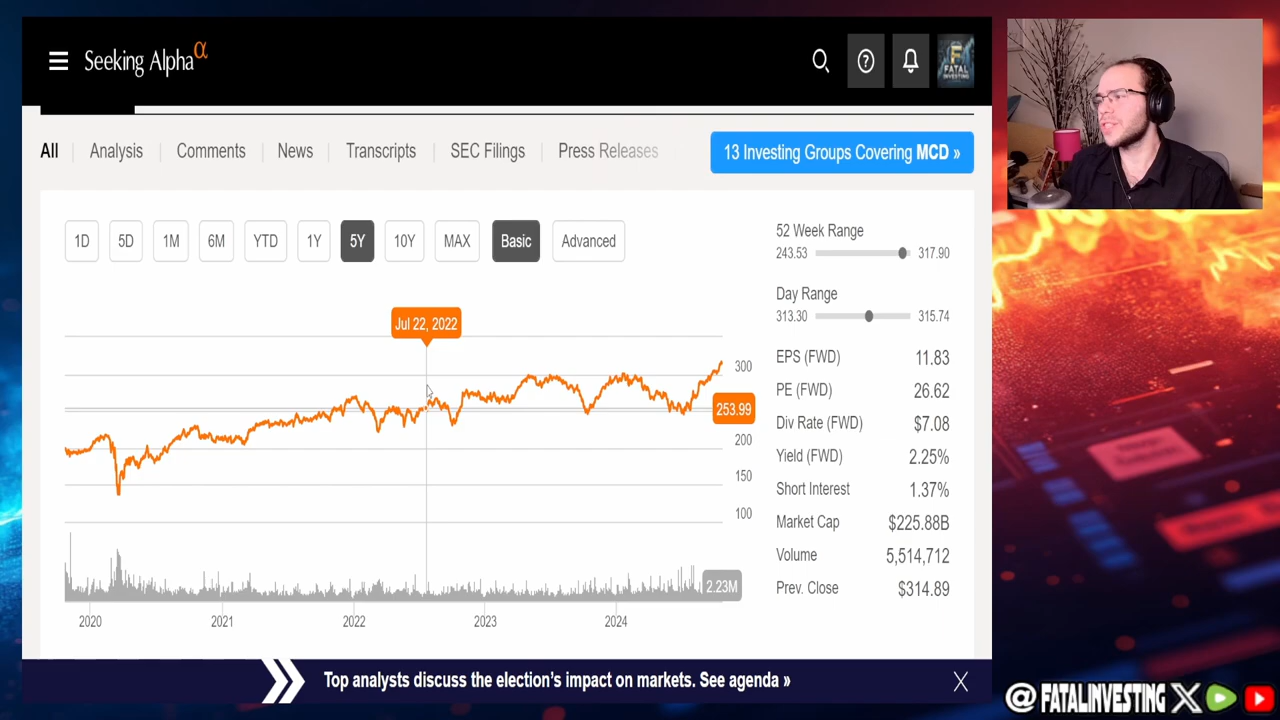 Seeking Alpha α
F
FATAL
INVESTING
All
Analysis
Comments
News
Transcripts
SEC Filings
Press Releases
13 Investing Groups Covering MCD »
1D
5D
1M
6M
YTD
1Y
5Y
10Y
MAX
Basic
Advanced
52 Week Range
243.53
317.90
Day Range
313.30
315.74
Jul 22, 2022
300
253.99
200
150
100
2.23M
2020
2021
2022
2023
2024
EPS (FWD) 11.83
PE (FWD) 26.62
Div Rate (FWD) $7.08
Yield (FWD) 2.25%
Short Interest 1.37%
Market Cap $225.88B
Volume 5,514,712
Prev. Close $314.89
Top analysts discuss the election's impact on markets. See agenda »
@FATALINVESTING